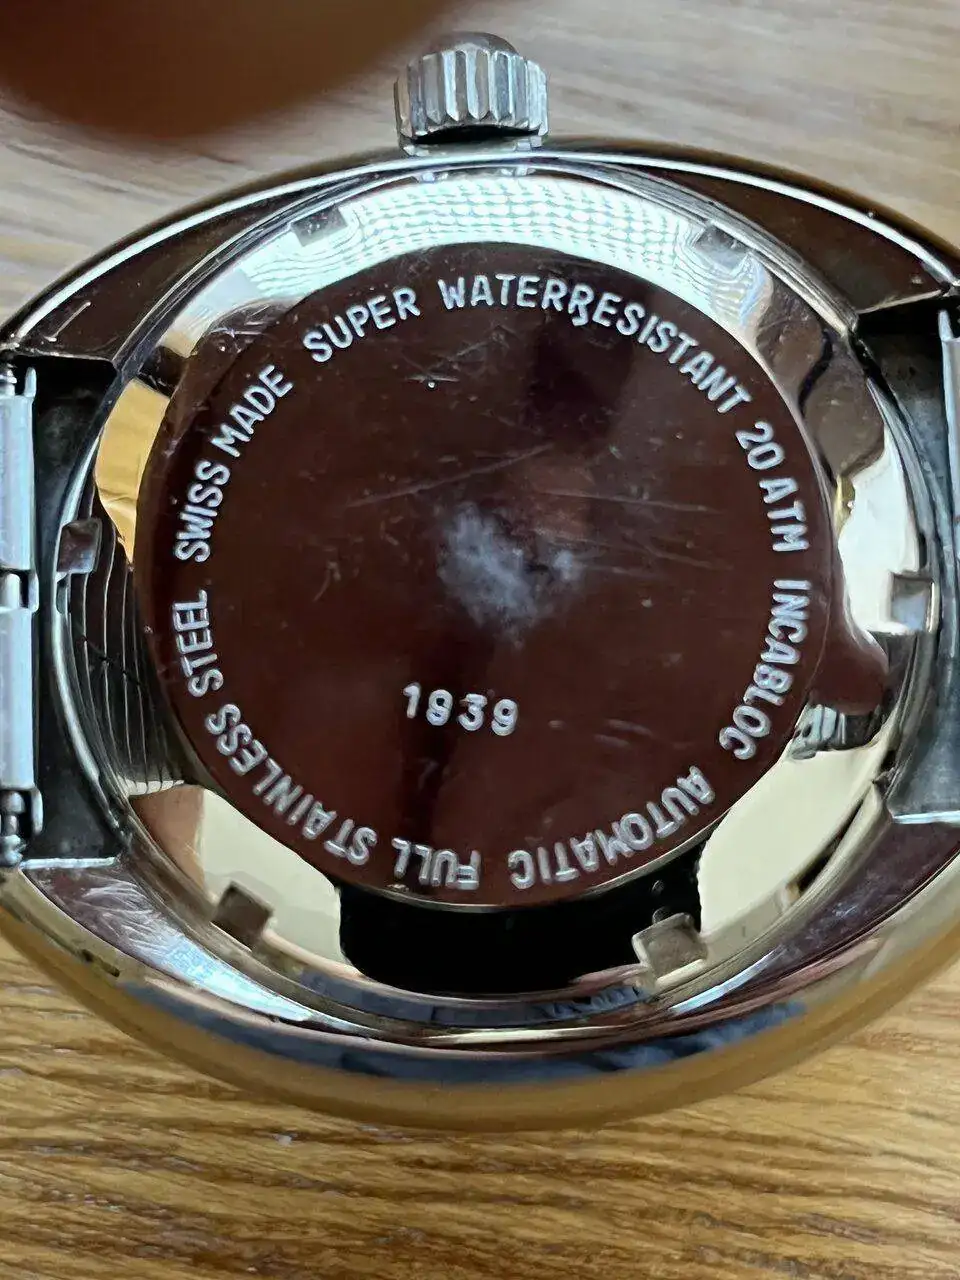 SWISS MADE SUPER WATERRESISTANT 20 ATM INCABLOC AUTOMATIC FULL STAINLESS STEEL
1939